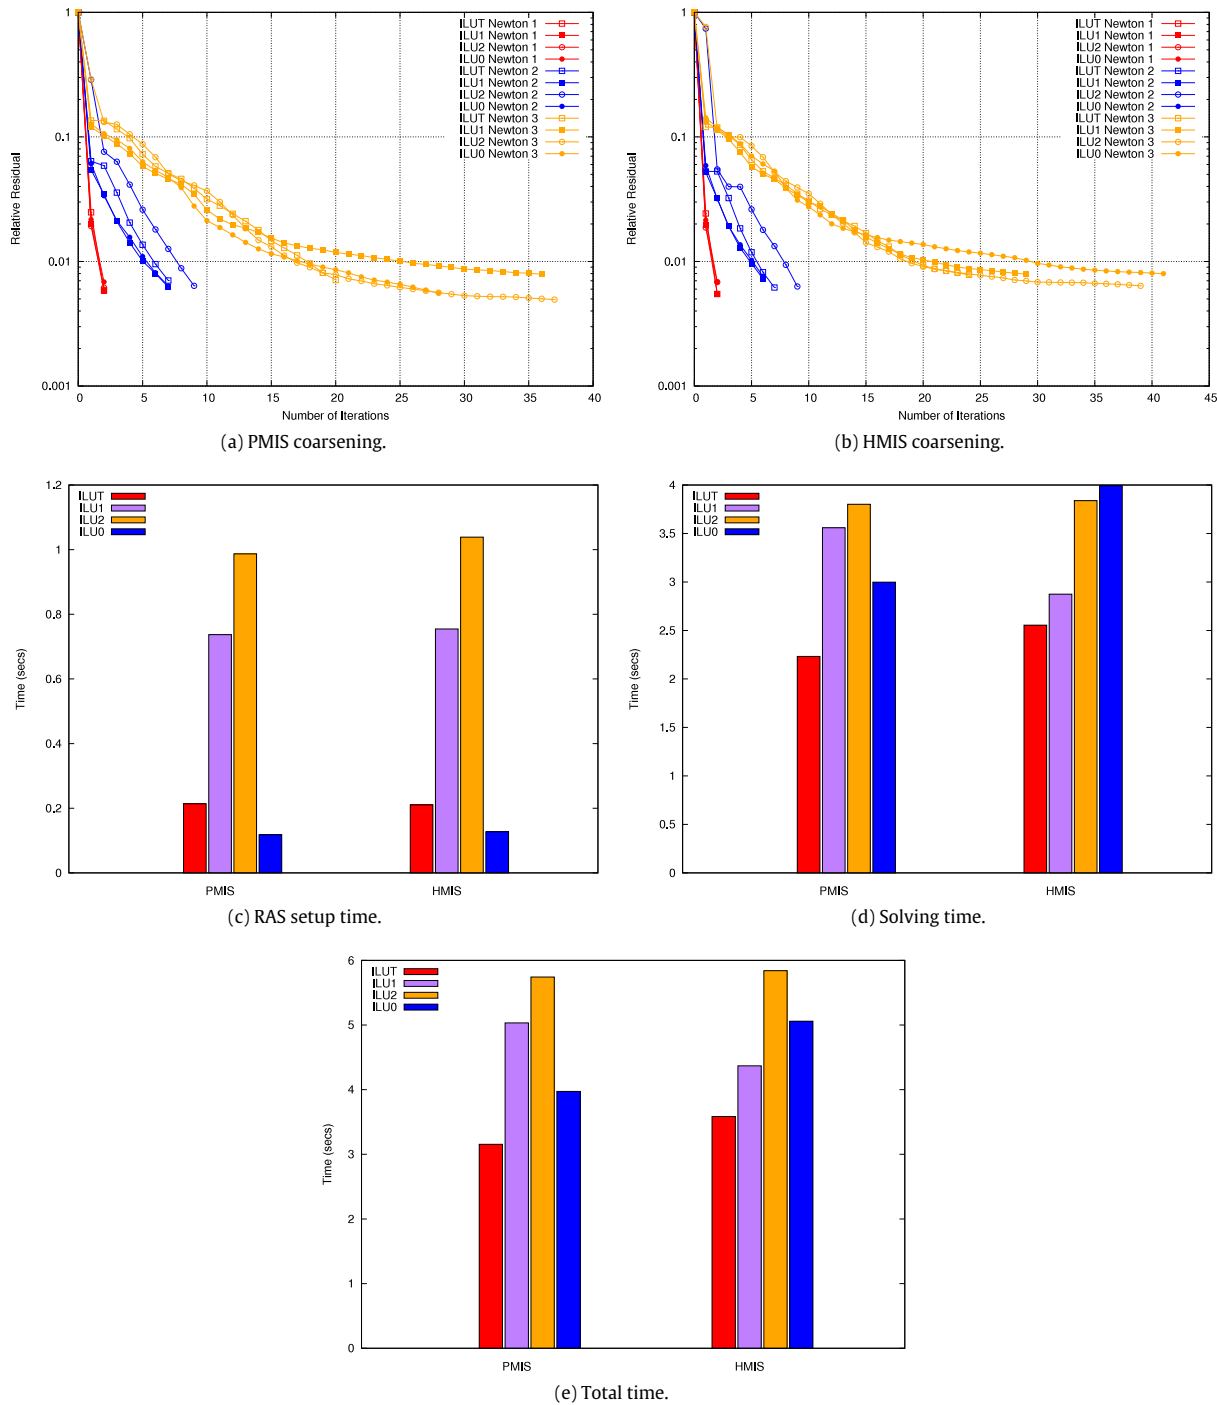 1
0.1
0.01
0.001
Relative Residual
0 5 10 15 20 25 30 35 40
Number of Iterations
ILUT Newton 1
ILU1 Newton 1
ILU2 Newton 1
ILU0 Newton 1
ILUT Newton 2
ILU1 Newton 2
ILU2 Newton 2
ILU0 Newton 2
ILUT Newton 3
ILU1 Newton 3
ILU2 Newton 3
ILU0 Newton 3
(a) PMIS coarsening.
1
0.1
0.01
0.001
Relative Residual
0 5 10 15 20 25 30 35 40 45
Number of Iterations
ILUT Newton 1
ILU1 Newton 1
ILU2 Newton 1
ILU0 Newton 1
ILUT Newton 2
ILU1 Newton 2
ILU2 Newton 2
ILU0 Newton 2
ILUT Newton 3
ILU1 Newton 3
ILU2 Newton 3
ILU0 Newton 3
(b) HMIS coarsening.
1.2
1
0.8
0.6
0.4
0.2
0
Time (secs)
ILUT
ILU1
ILU2
ILU0
PMIS HMIS
(c) RAS setup time.
4
3.5
3
2.5
2
1.5
1
0.5
0
Time (secs)
ILUT
ILU1
ILU2
ILU0
PMIS HMIS
(d) Solving time.
6
5
4
3
2
1
0
Time (secs)
ILUT
ILU1
ILU2
ILU0
PMIS HMIS
(e) Total time.